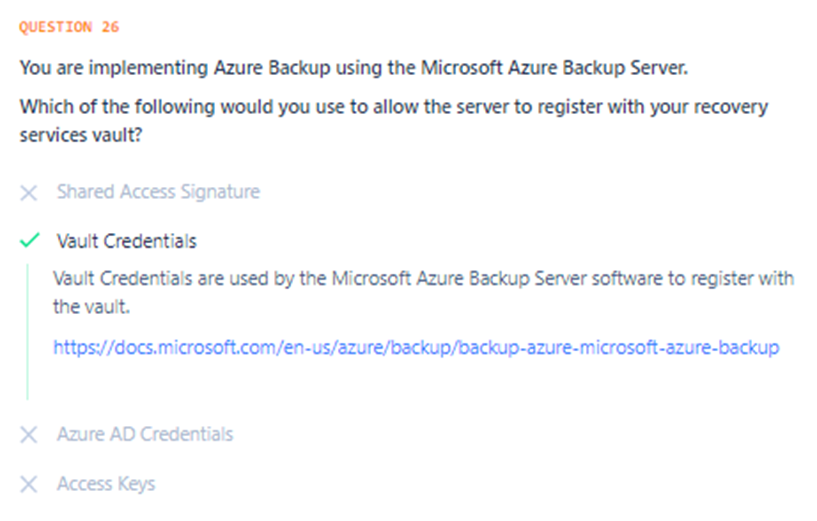 QUESTION 26
You are implementing Azure Backup using the Microsoft Azure Backup Server.
Which of the following would you use to allow the server to register with your recovery
services vault?
Shared Access Signature
Vault Credentials
Vault Credentials are used by the Microsoft Azure Backup Server software to register with
the vault.
https://docs.microsoft.com/en-us/azure/backup/backup-azure-microsoft-azure-backup
Azure AD Credentials
Access Keys